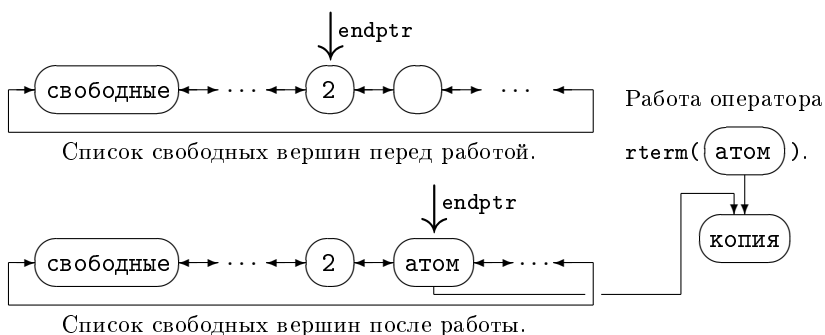 endptr
свободные ... 2 ...
Список свободных вершин перед работой.
Работа оператора
rterm( атом ).
endptr
свободные ... 2 атом ...
копия
Список свободных вершин после работы.